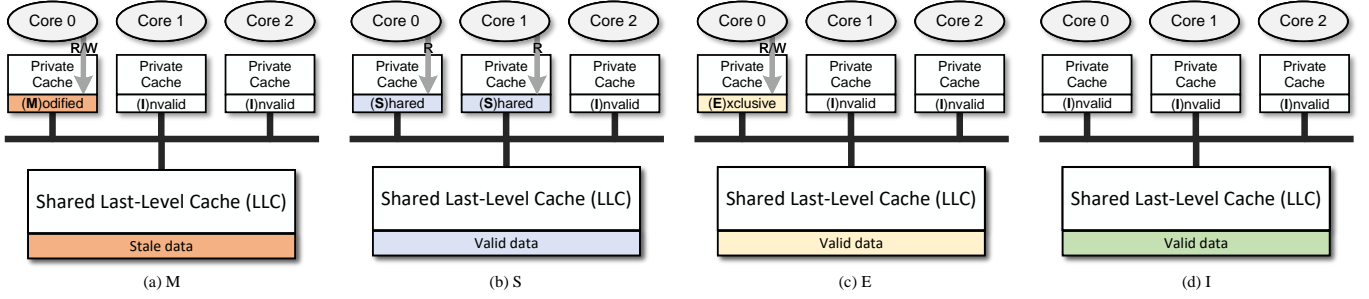 Core 0 Core 1 Core 2
R/W
Private Cache Private Cache Private Cache
(M)odified (I)nvalid (I)nvalid
Shared Last-Level Cache (LLC)
Stale data
(a) M
Core 0 Core 1 Core 2
R R
Private Cache Private Cache Private Cache
(S)hared (S)hared (I)nvalid
Shared Last-Level Cache (LLC)
Valid data
(b) S
Core 0 Core 1 Core 2
R/W
Private Cache Private Cache Private Cache
(E)xclusive (I)nvalid (I)nvalid
Shared Last-Level Cache (LLC)
Valid data
(c) E
Core 0 Core 1 Core 2
Private Cache Private Cache Private Cache
(I)nvalid (I)nvalid (I)nvalid
Shared Last-Level Cache (LLC)
Valid data
(d) I